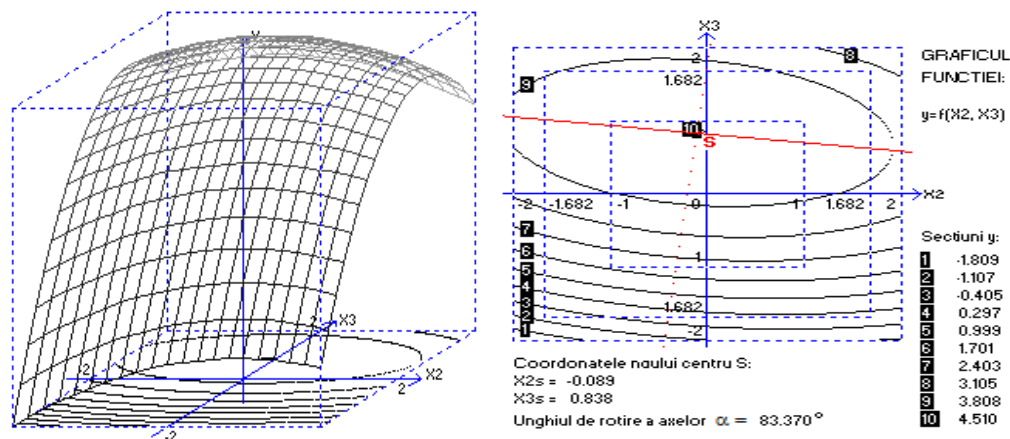 Y
X3
X2
-2
2
-2
X3
8
GRAFICUL
FUNCTIEI:
y=f(X2, X3)
2
9
1.682
10
S
X2
-2 -1.682 -1 0 1 1.682 2
7
6
1
5
4
3
1.682
2
1
-2
Sectiuni y:
1 -1.809
2 -1.107
3 -0.405
4 0.297
5 0.999
6 1.701
7 2.403
8 3.105
9 3.808
10 4.510
Coordonatele noului centru S:
X2s = -0.089
X3s = 0.838
Unghiul de rotire a axelor α = 83.370°